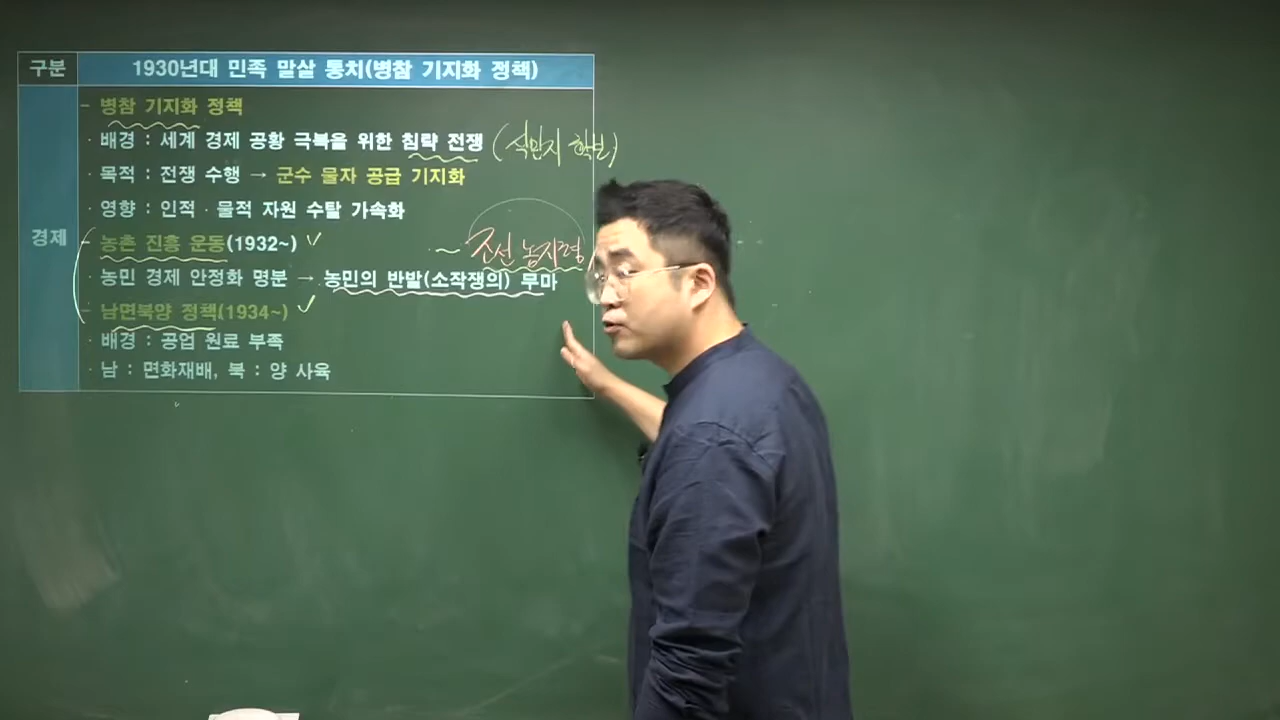 구분 1930년대 민족 말살 통치(병참 기지화 정책)
경제
- 병참 기지화 정책
· 배경 : 세계 경제 공황 극복을 위한 침략 전쟁 (식민지 확보)
· 목적 : 전쟁 수행 → 군수 물자 공급 기지화
· 영향 : 인적 · 물적 자원 수탈 가속화
- 농촌 진흥 운동(1932~) ✓ ~ 조선 농지령
· 농민 경제 안정화 명분 → 농민의 반발(소작쟁의) 무마
- 남면북양 정책(1934~) ✓
· 배경 : 공업 원료 부족
· 남 : 면화재배, 북 : 양 사육